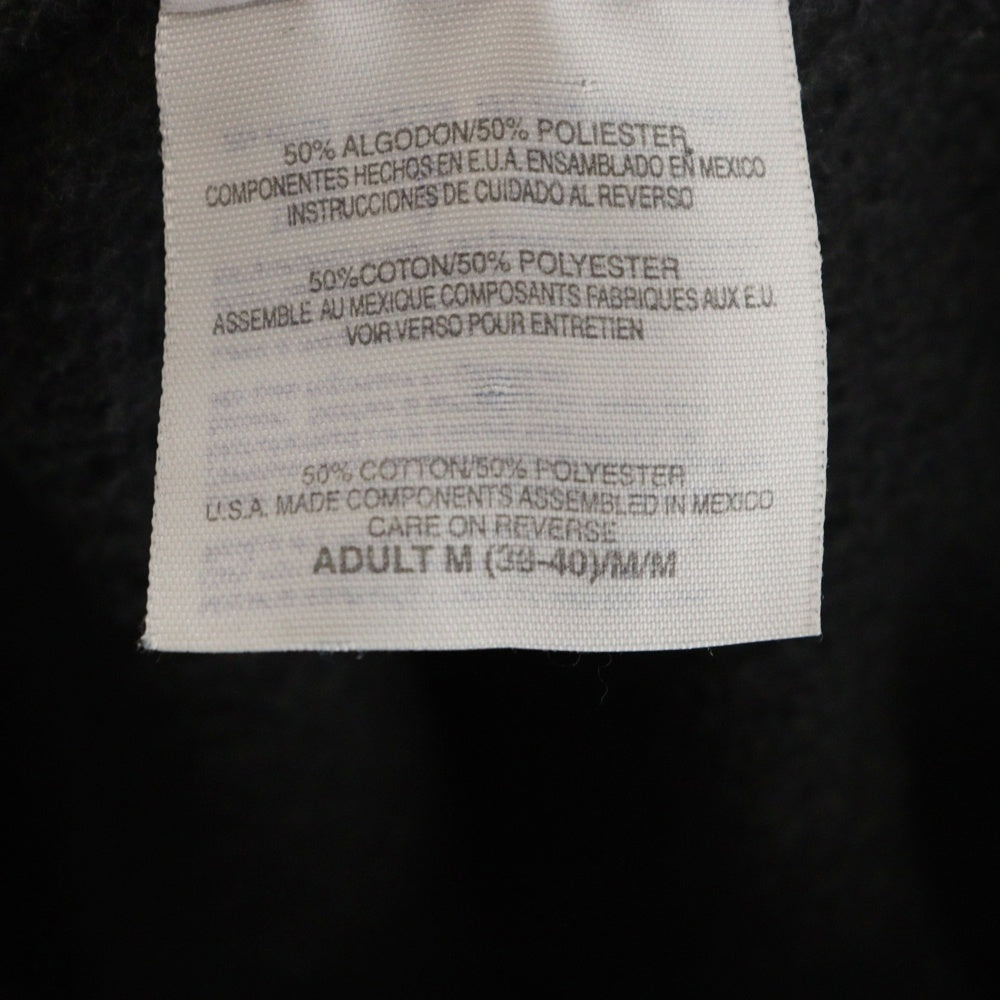 50% ALGODON/50% POLIESTER
COMPONENTES HECHOS EN E.U.A. ENSAMBLADO EN MEXICO
INSTRUCCIONES DE CUIDADO AL REVERSO
50%COTON/50% POLYESTER
ASSEMBLE AU MEXIQUE COMPOSANTS FABRIQUES AUX E.U.
VOIR VERSO POUR ENTRETIEN
50% COTTON/50% POLYESTER
U.S.A. MADE COMPONENTS ASSEMBLED IN MEXICO
CARE ON REVERSE
ADULT M (38-40)/M/M